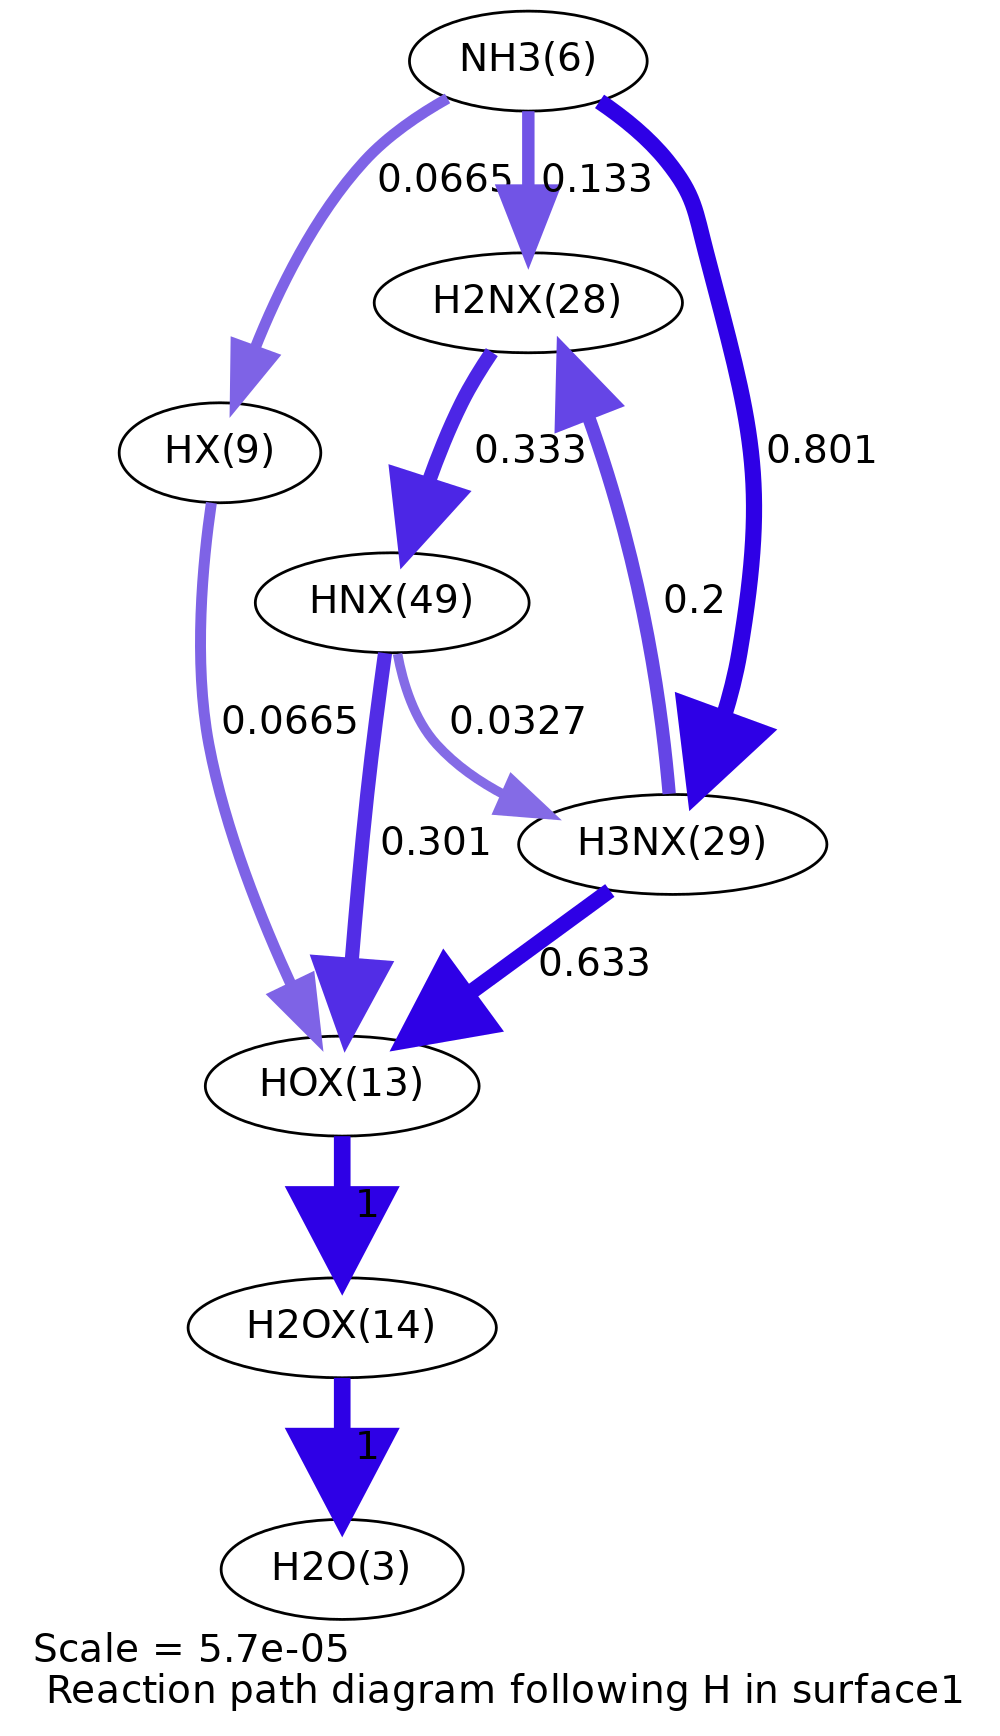 NH3(6)
0.0665
0.133
H2NX(28)
HX(9)
0.333
0.801
HNX(49)
0.2
0.0665
0.0327
0.301
H3NX(29)
0.633
HOX(13)
1
H2OX(14)
1
H2O(3)
Scale = 5.7e-05
Reaction path diagram following H in surface1